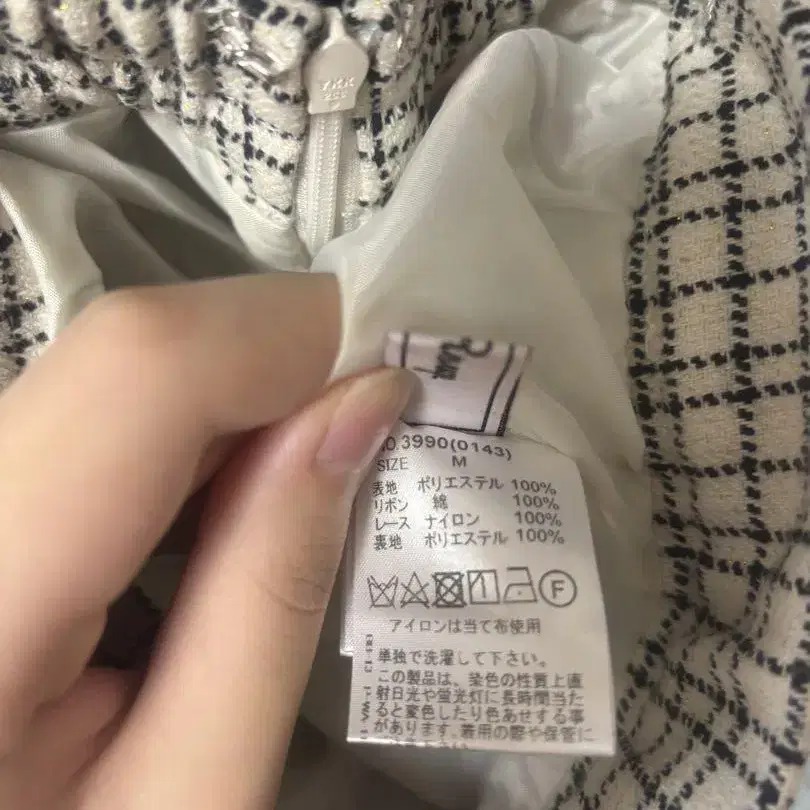 YKK
3990(0143)
SIZE M
表地 ポリエステル 100%
リボン 綿 100%
レース ナイロン 100%
裏地 ポリエステル 100%
F
アイロンは当て布使用
単独で洗濯して下さい。
この製品は、染色の性質上直
射日光や蛍光灯に長時間当た
ると変色したり色あせする事
があります。着用の際や保管に